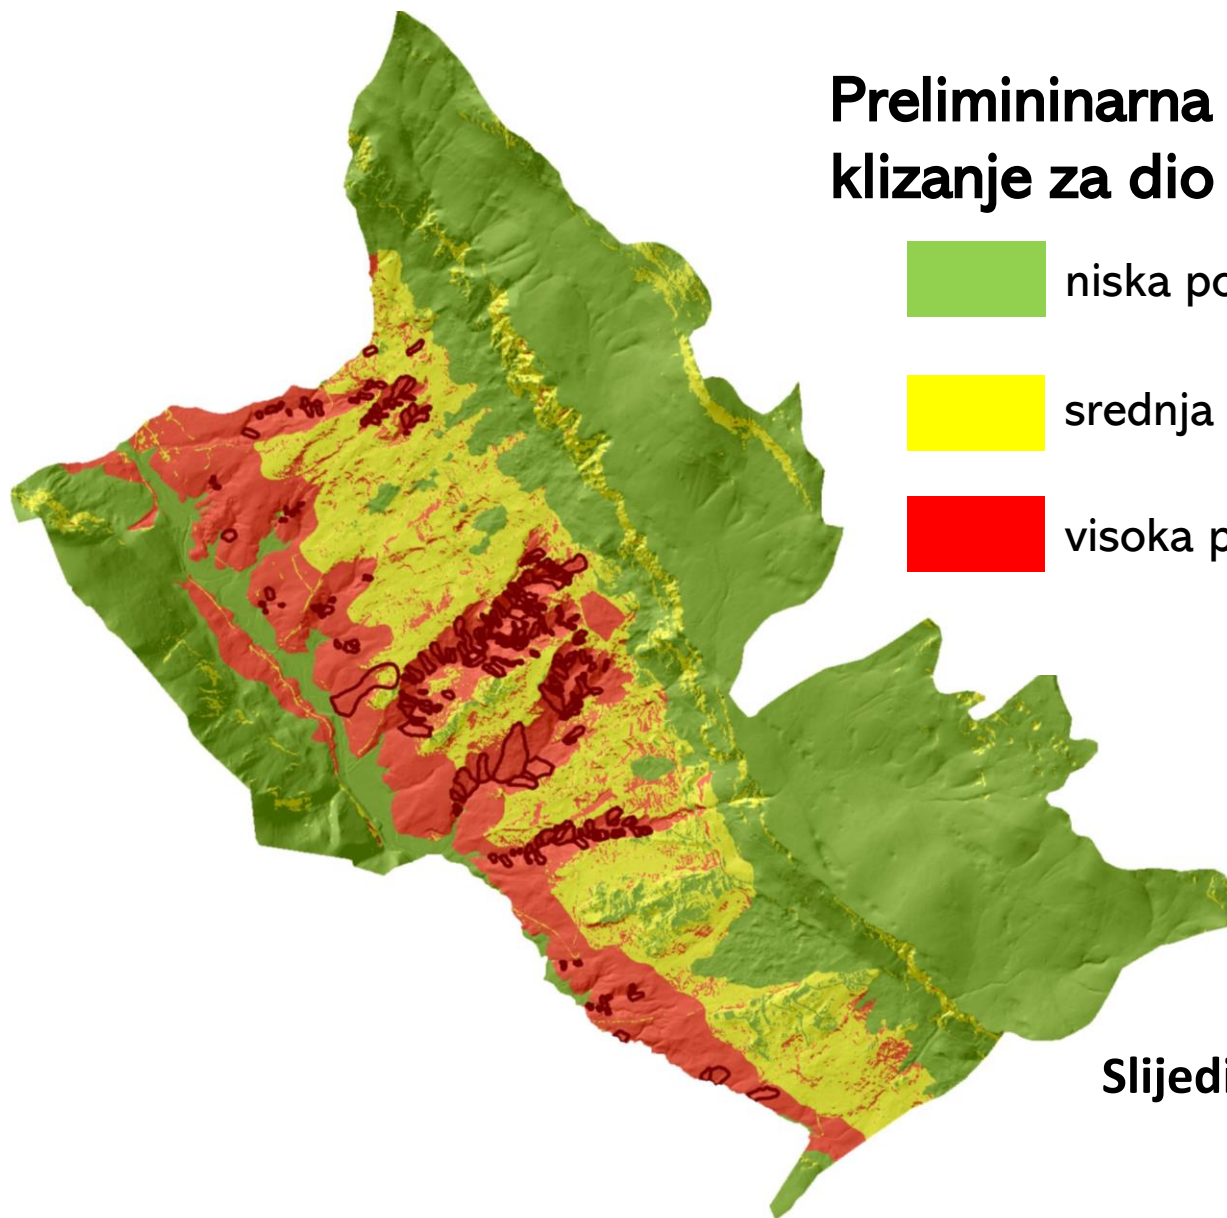 Prelimininarna
klizanje za dio
niska po
srednja
visoka p
Slijedi